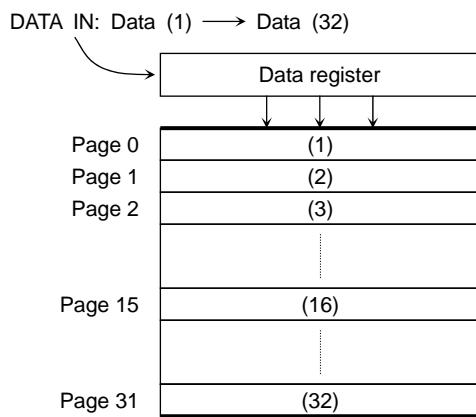 DATA IN: Data (1) Data (32)
Data register
Page 0 (1)
Page 1 (2)
Page 2 (3)
Page 15 (16)
Page 31 (32)